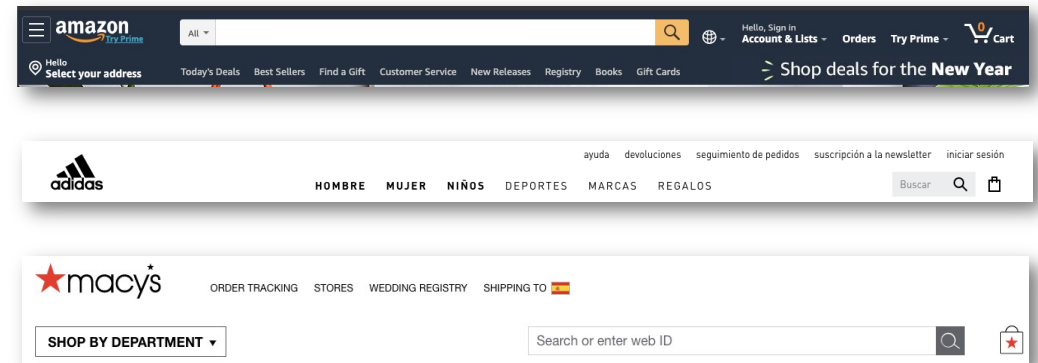 amazon
Try Prime
All
Hello, Sign in
Account & Lists
Orders
Try Prime
0
Cart
Hello
Select your address
Today's Deals Best Sellers Find a Gift Customer Service New Releases Registry Books Gift Cards
Shop deals for the New Year
ayuda devoluciones seguimiento de pedidos suscripción a la newsletter iniciar sesión
adidas
HOMBRE MUJER NIÑOS DEPORTES MARCAS REGALOS
Buscar
macy's
ORDER TRACKING STORES WEDDING REGISTRY SHIPPING TO
SHOP BY DEPARTMENT
Search or enter web ID